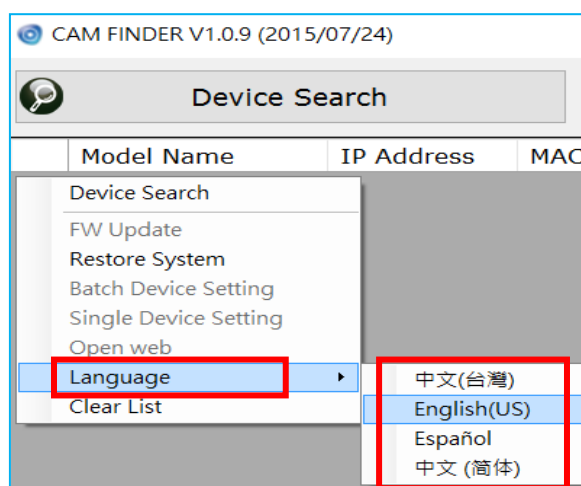 CAM FINDER V1.0.9 (2015/07/24)
Device Search
Model Name IP Address MAC
Device Search
FW Update
Restore System
Batch Device Setting
Single Device Setting
Open web
Language
Clear List
中文(台灣)
English(US)
Español
中文 (简体)